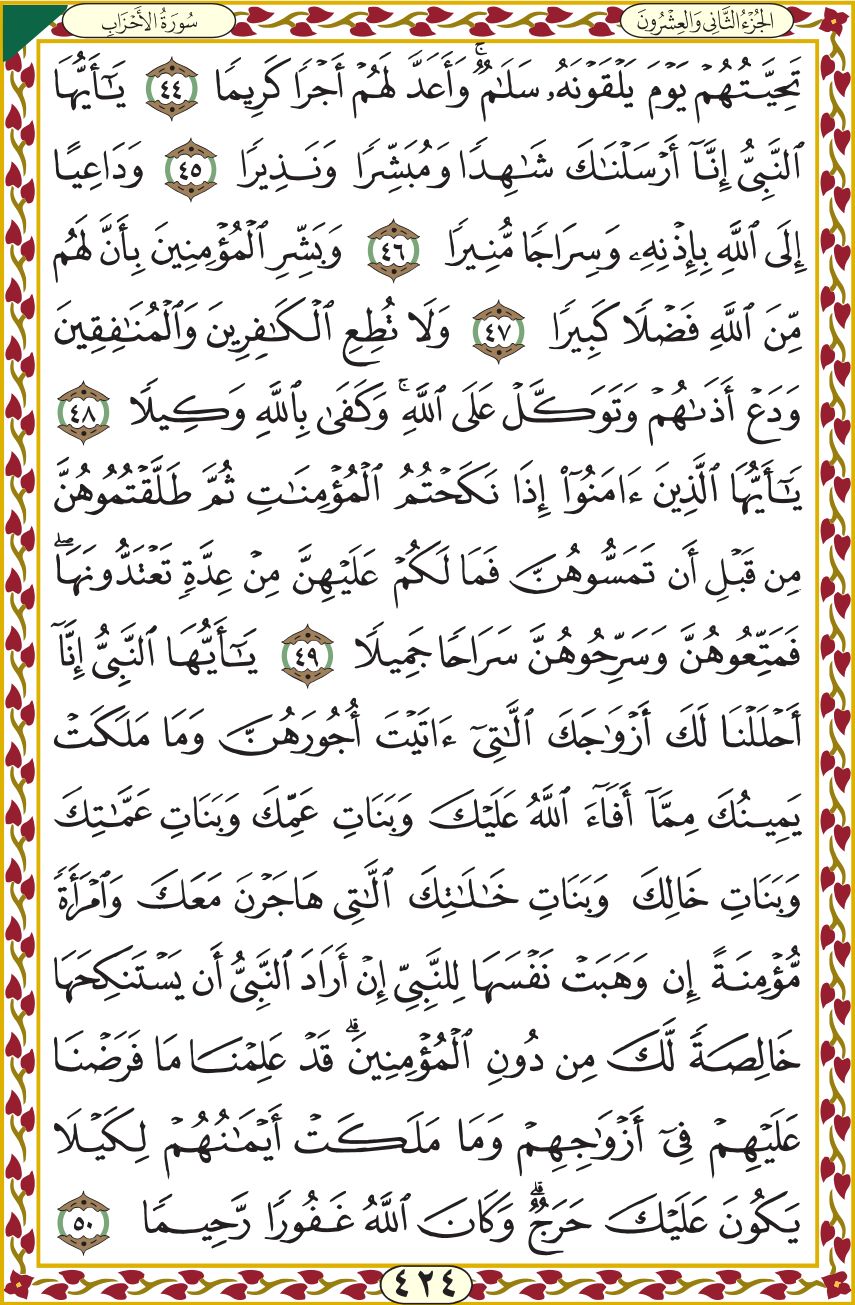 الجُزْءُ الثَّانِي وَالعِشْرُونَ
سُورَةُ الأَحْزَابِ
تَحِيَّتُهُمۡ يَوۡمَ يَلۡقَوۡنَهُۥ سَلَٰمٞۚ وَأَعَدَّ لَهُمۡ أَجۡرٗا كَرِيمٗا ٤٤ يَٰٓأَيُّهَا
ٱلنَّبِيُّ إِنَّآ أَرۡسَلۡنَٰكَ شَٰهِدٗا وَمُبَشِّرٗا وَنَذِيرٗا ٤٥ وَدَاعِيًا
إِلَى ٱللَّهِ بِإِذۡنِهِۦ وَسِرَاجٗا مُّنِيرٗا ٤٦ وَبَشِّرِ ٱلۡمُؤۡمِنِينَ بِأَنَّ لَهُم
مِّنَ ٱللَّهِ فَضۡلٗا كَبِيرٗا ٤٧ وَلَا تُطِعِ ٱلۡكَٰفِرِينَ وَٱلۡمُنَٰفِقِينَ
وَدَعۡ أَذَىٰهُمۡ وَتَوَكَّلۡ عَلَى ٱللَّهِۚ وَكَفَىٰ بِٱللَّهِ وَكِيلٗا ٤٨
يَٰٓأَيُّهَا ٱلَّذِينَ ءَامَنُوٓاْ إِذَا نَكَحۡتُمُ ٱلۡمُؤۡمِنَٰتِ ثُمَّ طَلَّقۡتُمُوهُنَّ
مِن قَبۡلِ أَن تَمَسُّوهُنَّ فَمَا لَكُمۡ عَلَيۡهِنَّ مِنۡ عِدَّةٖ تَعۡتَدُّونَهَاۖ
فَمَتِّعُوهُنَّ وَسَرِّحُوهُنَّ سَرَاحٗا جَمِيلٗا ٤٩ يَٰٓأَيُّهَا ٱلنَّبِيُّ إِنَّآ
أَحۡلَلۡنَا لَكَ أَزۡوَٰجَكَ ٱلَّٰتِيٓ ءَاتَيۡتَ أُجُورَهُنَّ وَمَا مَلَكَتۡ
يَمِينُكَ مِمَّآ أَفَآءَ ٱللَّهُ عَلَيۡكَ وَبَنَاتِ عَمِّكَ وَبَنَاتِ عَمَّٰتِكَ
وَبَنَاتِ خَالِكَ وَبَنَاتِ خَٰلَٰتِكَ ٱلَّٰتِي هَاجَرۡنَ مَعَكَ وَٱمۡرَأَةٗ
مُّؤۡمِنَةً إِن وَهَبَتۡ نَفۡسَهَا لِلنَّبِيِّ إِنۡ أَرَادَ ٱلنَّبِيُّ أَن يَسۡتَنكِحَهَا
خَالِصَةٗ لَّكَ مِن دُونِ ٱلۡمُؤۡمِنِينَۗ قَدۡ عَلِمۡنَا مَا فَرَضۡنَا
عَلَيۡهِمۡ فِيٓ أَزۡوَٰجِهِمۡ وَمَا مَلَكَتۡ أَيۡمَٰنُهُمۡ لِكَيۡلَا
يَكُونَ عَلَيۡكَ حَرَجٞۗ وَكَانَ ٱللَّهُ غَفُورٗا رَّحِيمٗا ٥٠
٤٢٤